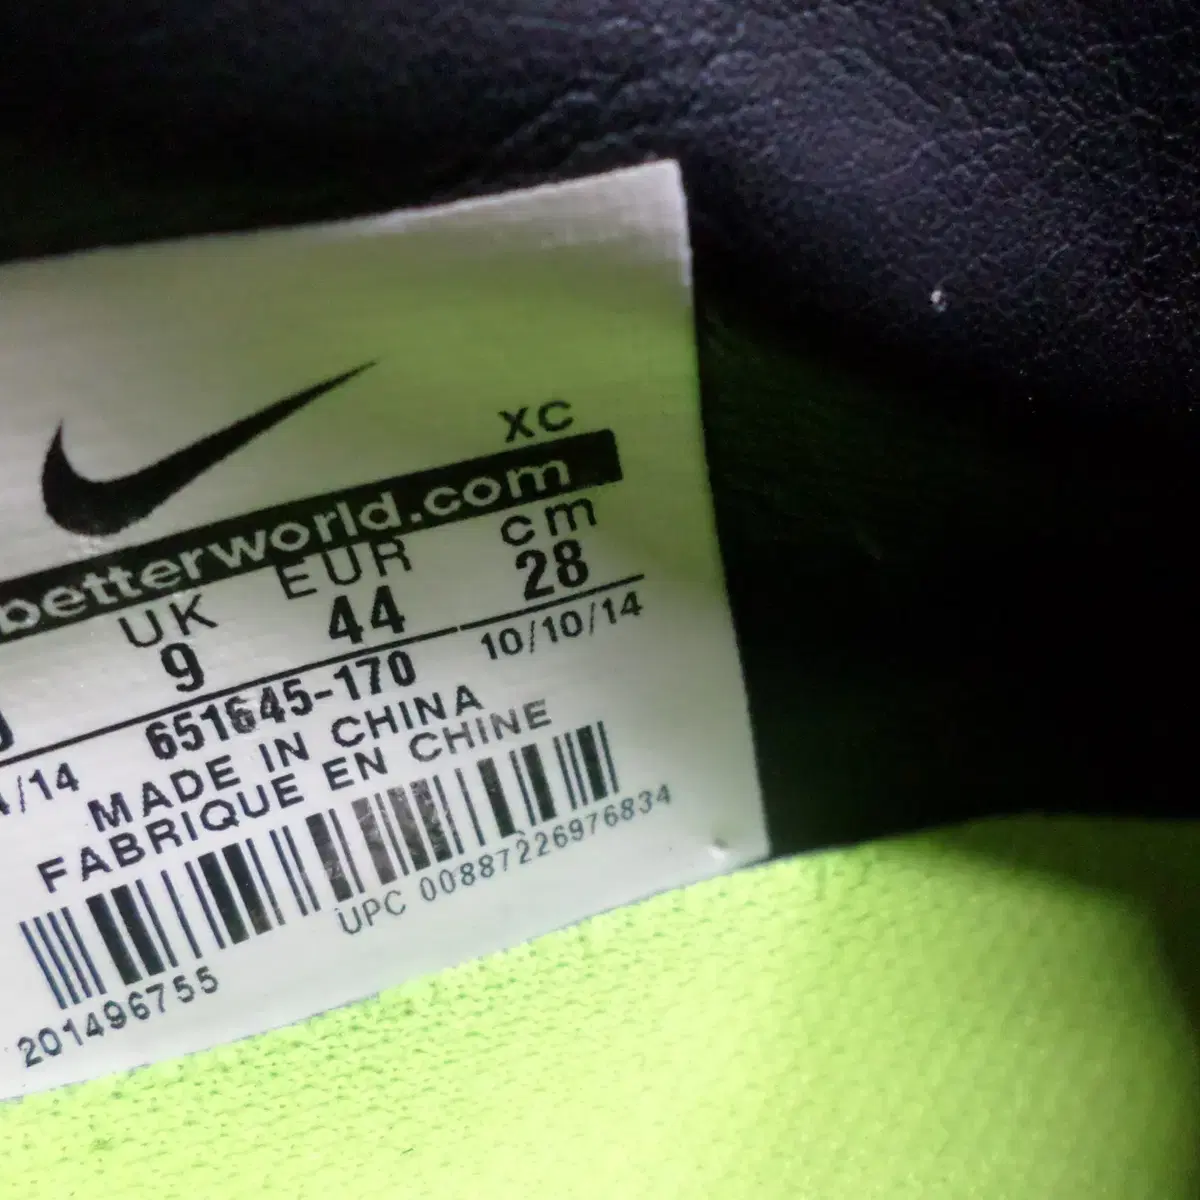 XC
betterworld.com
UK EUR cm
9 44 28
10/10/14
651645-170
/14
MADE IN CHINA
FABRIQUE EN CHINE
UPC 00887226976834
201496755